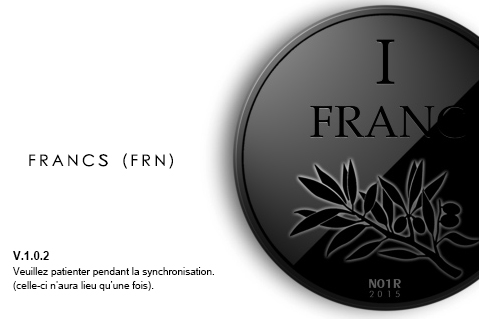 I
FRANC
FRANCS (FRN)
V.1.0.2
Veuillez patienter pendant la synchronisation.
(celle-ci n'aura lieu qu'une fois).
NO1R
2015